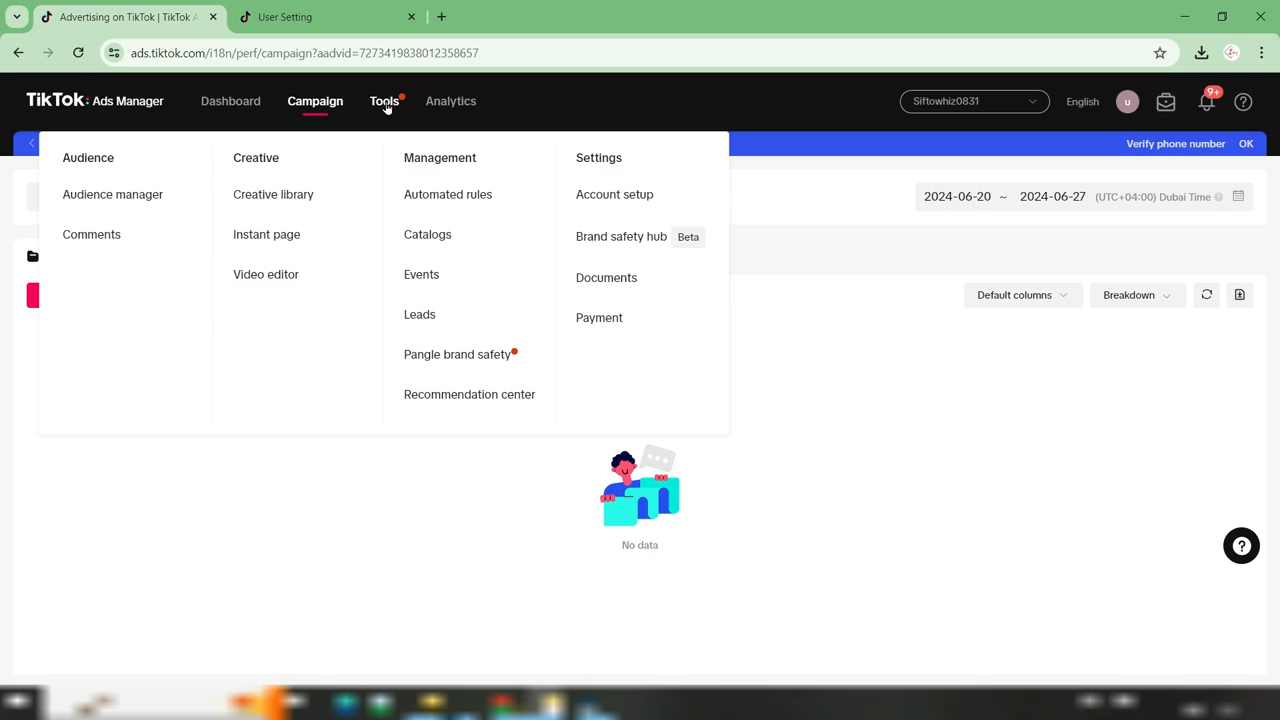 Advertising on TikTok | TikTok A
User Setting
ads.tiktok.com/i18n/perf/campaign?aadvid=7273419838012358657
TikTok: Ads Manager
Dashboard
Campaign
Tools
Analytics
Siftowhiz0831
English
u
9+
Verify phone number
OK
Audience
Audience manager
Comments
Creative
Creative library
Instant page
Video editor
Management
Automated rules
Catalogs
Events
Leads
Pangle brand safety
Recommendation center
Settings
Account setup
Brand safety hub Beta
Documents
Payment
2024-06-20 ~ 2024-06-27 (UTC+04:00) Dubai Time
Default columns
Breakdown
No data